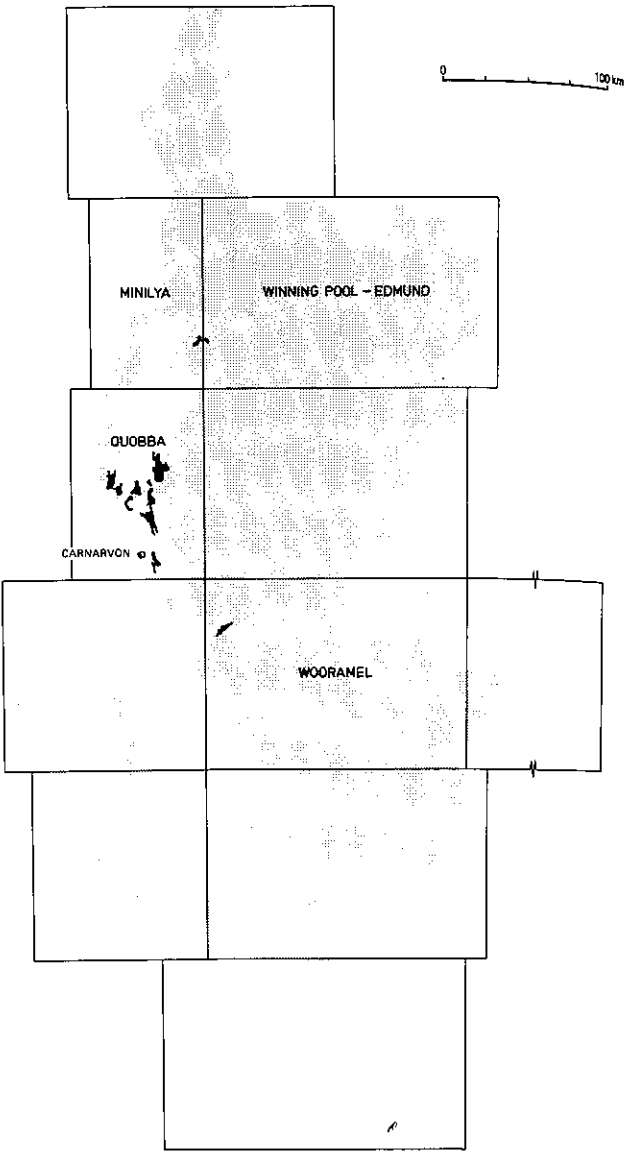 0 100 km
MINILYA WINNING POOL – EDMUND
QUOBBA
CARNARVON
WOORAMEL